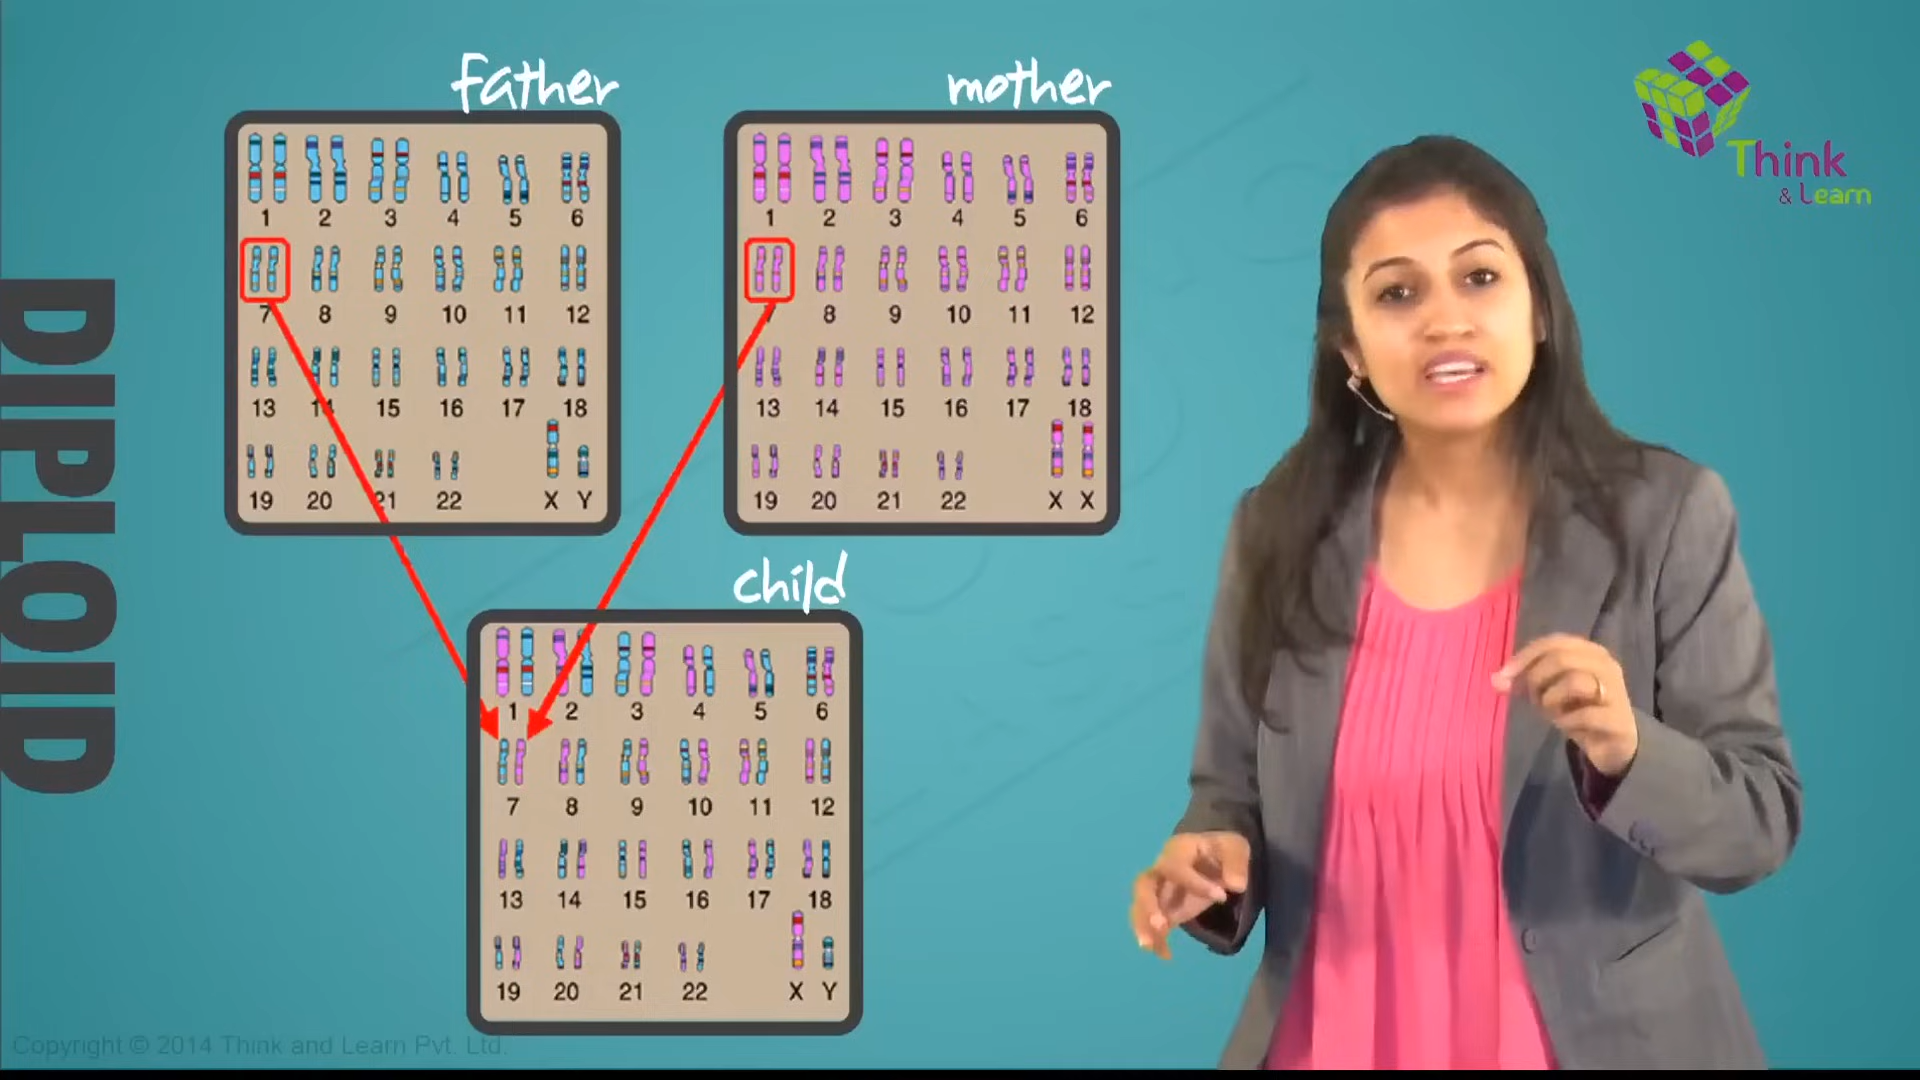 father
mother
Think
& Learn
DIPLOID
1 2 3 4 5 6
7 8 9 10 11 12
13 14 15 16 17 18
19 20 21 22 X Y
1 2 3 4 5 6
7 8 9 10 11 12
13 14 15 16 17 18
19 20 21 22 X X
child
1 2 3 4 5 6
7 8 9 10 11 12
13 14 15 16 17 18
19 20 21 22 X Y
Copyright © 2014 Think and Learn Pvt. Ltd.